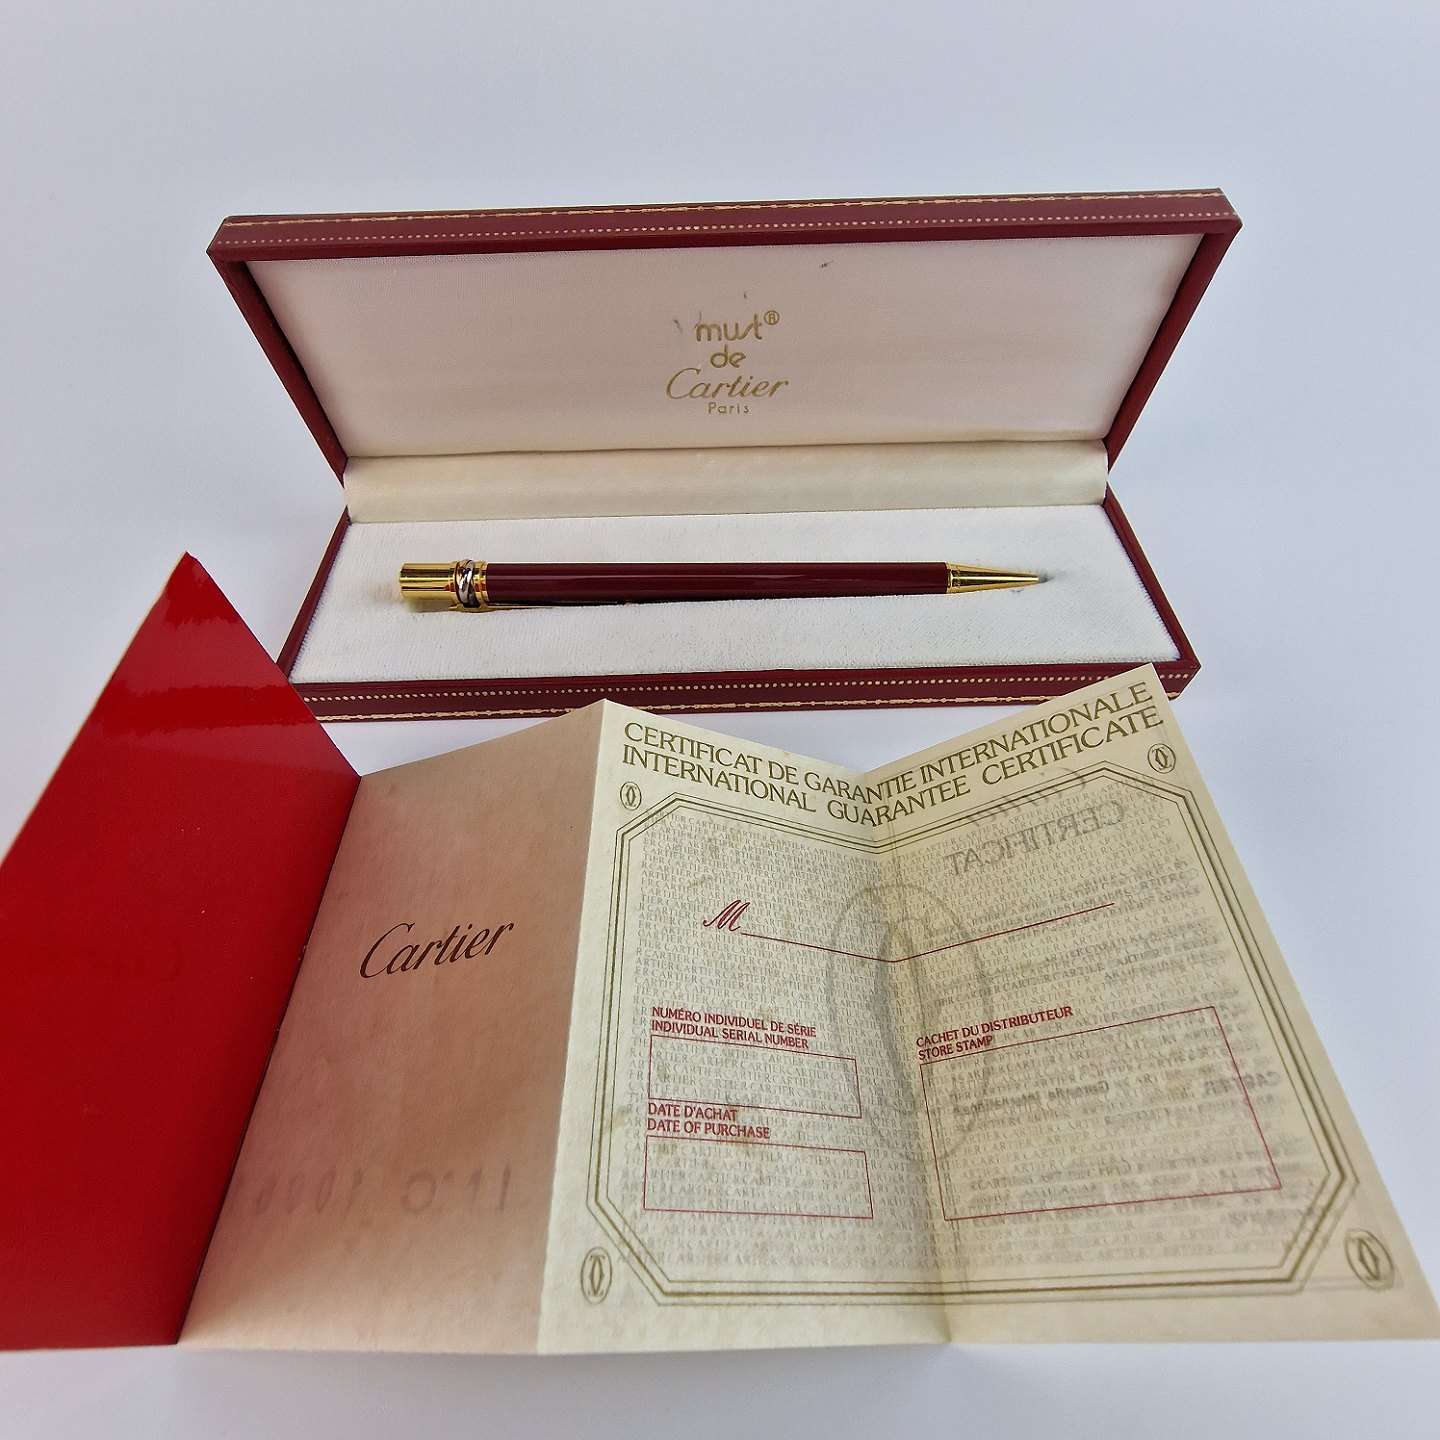 must®
de
Cartier
Paris
Cartier
CERTIFICAT DE GARANTIE INTERNATIONALE
INTERNATIONAL GUARANTEE CERTIFICATE
CERTIFICAT
M
NUMÉRO INDIVIDUEL DE SÉRIE
INDIVIDUAL SERIAL NUMBER
DATE D'ACHAT
DATE OF PURCHASE
CACHET DU DISTRIBUTEUR
STORE STAMP